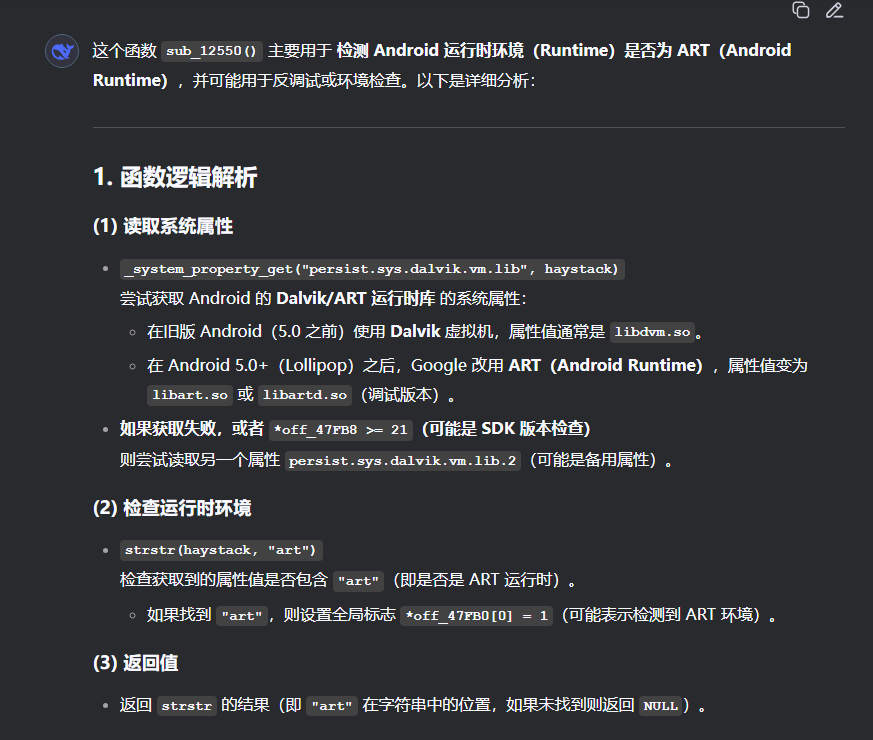 这个函数 sub_12550() 主要用于 检测 Android 运行时环境（Runtime）是否为 ART（Android
Runtime），并可能用于反调试或环境检查。以下是详细分析：
1. 函数逻辑解析
(1) 读取系统属性
• _system_property_get("persist.sys.dalvik.vm.lib", haystack)
尝试获取 Android 的 Dalvik/ART 运行时库 的系统属性：
○ 在旧版 Android（5.0 之前）使用 Dalvik 虚拟机，属性值通常是 libdvm.so。
○ 在 Android 5.0+（Lollipop）之后，Google 改用 ART（Android Runtime），属性值变为
libart.so 或 libartd.so（调试版本）。
• 如果获取失败，或者 *off_47FB8 >= 21（可能是 SDK 版本检查）
则尝试读取另一个属性 persist.sys.dalvik.vm.lib.2（可能是备用属性）。
(2) 检查运行时环境
• strstr(haystack, "art")
检查获取到的属性值是否包含 "art"（即是否是 ART 运行时）。
○ 如果找到 "art"，则设置全局标志 *off_47FB0[0] = 1（可能表示检测到 ART 环境）。
(3) 返回值
• 返回 strstr 的结果（即 "art" 在字符串中的位置，如果未找到则返回 NULL）。